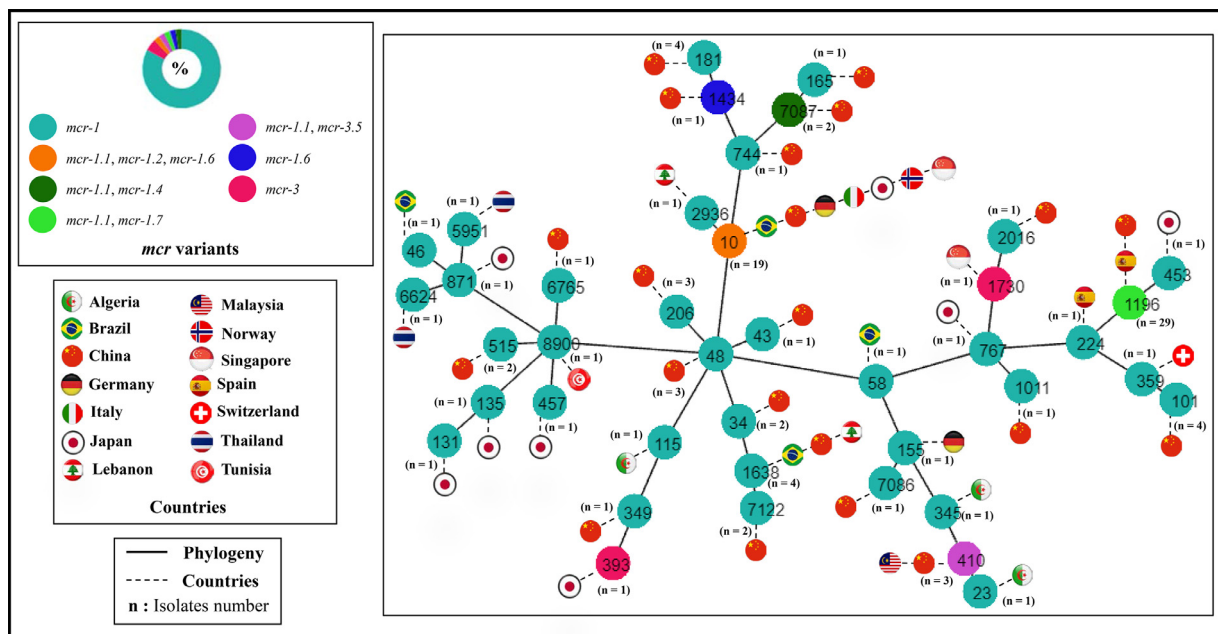 %
mcr-1
mcr-1.1, mcr-3.5
mcr-1.1, mcr-1.2, mcr-1.6
mcr-1.6
mcr-1.1, mcr-1.4
mcr-3
mcr-1.1, mcr-1.7
mcr variants
Algeria
Malaysia
Brazil
Norway
China
Singapore
Germany
Spain
Italy
Switzerland
Japan
Thailand
Lebanon
Tunisia
Countries
Phylogeny
Countries
n : Isolates number
(n = 4)
181
(n = 1)
165
1434
(n = 1)
7087
(n = 2)
744
(n = 1)
2936
(n = 1)
10
(n = 19)
(n = 1)
5951
(n = 1)
46
871
(n = 1)
6624
(n = 1)
(n = 1)
6765
515
(n = 2)
8900
(n = 1)
(n = 1)
135
457
(n = 1)
131
(n = 1)
(n = 3)
206
43
(n = 1)
48
(n = 3)
34
(n = 2)
(n = 1)
115
1638
(n = 4)
7122
(n = 2)
(n = 1)
349
393
(n = 1)
(n = 1)
58
(n = 1)
2016
1730
(n = 1)
(n = 1)
767
1011
(n = 1)
453
(n = 1)
1196
(n = 29)
(n = 1)
224
(n = 1)
359
101
(n = 4)
155
(n = 1)
7086
(n = 1)
345
(n = 1)
410
(n = 3)
23
(n = 1)